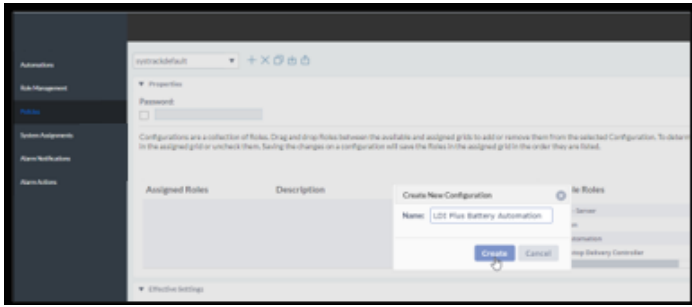 systrackdefault
Automations
Properties
Role Management
Password:
Policies
System Assignments
Configurations are a collection of Roles. Drag and drop Roles between the available and assigned grids to add or remove them from the selected Configuration. To determ
in the assigned grid or uncheck them. Saving the changes on a configuration will save the Roles in the assigned grid in the order they are listed.
Alarm Notifications
Alarm Actions
Assigned Roles
Description
Create New Configuration
le Roles
Name:
LDI Plus Battery Automation
Server
Create
Cancel
Delivery Controller
Effective Settings